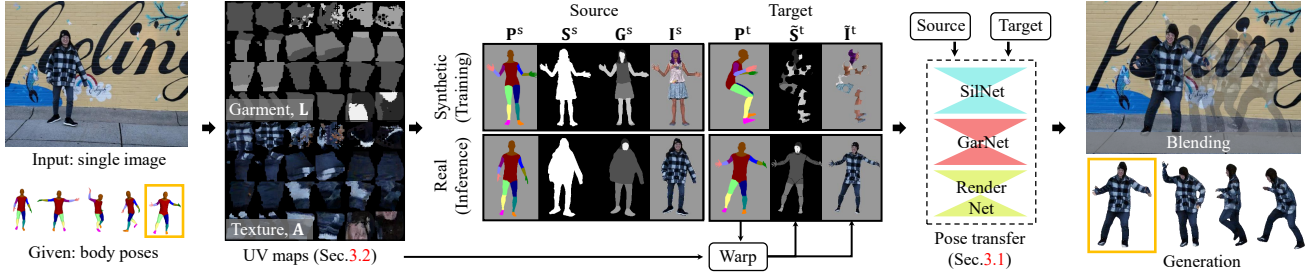 feeling
Input: single image
Given: body poses
Garment, L
Texture, A
UV maps (Sec.3.2)
Source
Target
P^s
S^s
G^s
I^s
P^t
S̃^t
Ĩ^t
Synthetic
(Training)
Real
(Inference)
Warp
Source
Target
SilNet
GarNet
Render
Net
Pose transfer
(Sec.3.1)
feeling
Blending
Generation